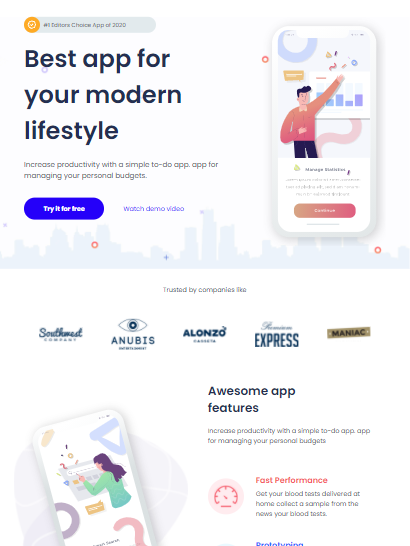 #1 Editors Choice App of 2020
Best app for
your modern
lifestyle
Increase productivity with a simple to-do app. app for
managing your personal budgets.
Try it for free
Watch demo video
Manage Statistics
Continue
Trusted by companies like
Southwest
COMPANY
ANUBIS
ENTERTAINMENT
ALONZO
Premium
EXPRESS
MANIAC
Awesome app
features
Increase productivity with a simple to-do app. app
for managing your personal budgets
Fast Performance
Get your blood tests delivered at
home collect a sample from the
news your blood tests.
Prototyping